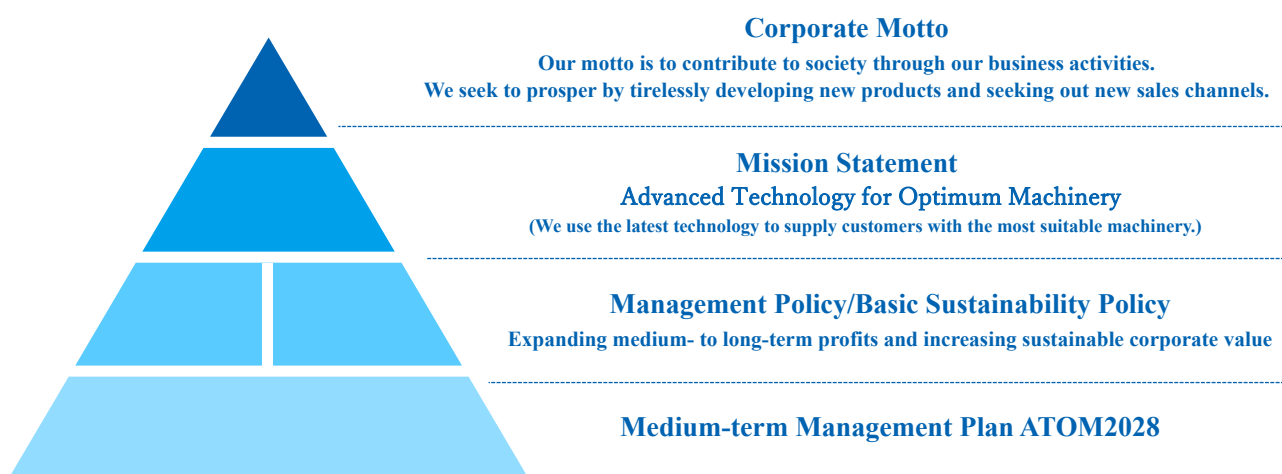 Corporate Motto
Our motto is to contribute to society through our business activities.
We seek to prosper by tirelessly developing new products and seeking out new sales channels.
Mission Statement
Advanced Technology for Optimum Machinery
(We use the latest technology to supply customers with the most suitable machinery.)
Management Policy/Basic Sustainability Policy
Expanding medium- to long-term profits and increasing sustainable corporate value
Medium-term Management Plan ATOM2028